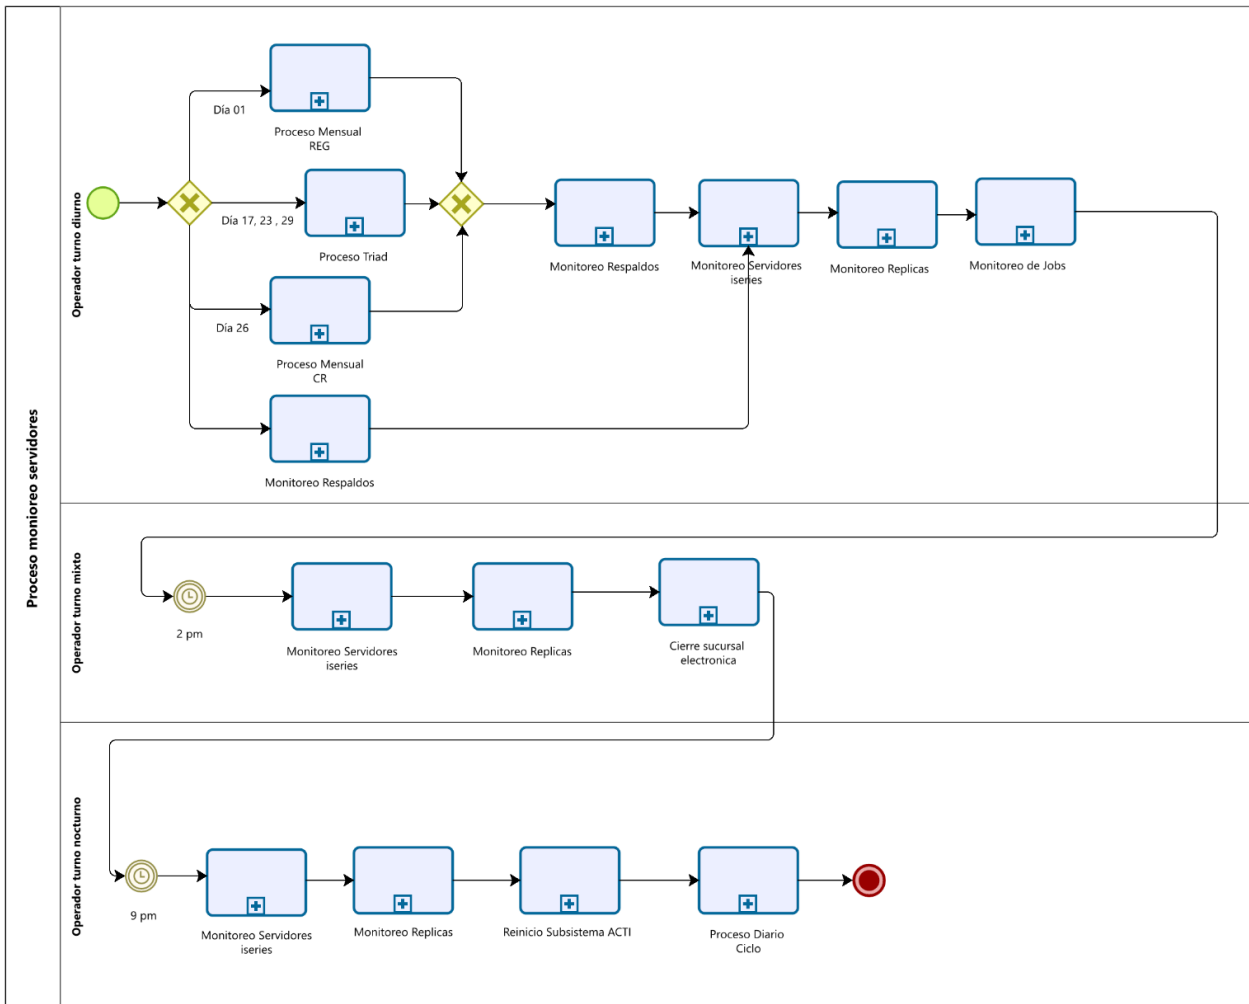 Proceso monioreo servidores
Operador turno diurno
Día 01
Proceso Mensual
REG
Día 17, 23 , 29
Proceso Triad
Día 26
Proceso Mensual
CR
Monitoreo Respaldos
Monitoreo Respaldos
Monitoreo Servidores
iseries
Monitoreo Replicas
Monitoreo de Jobs
Operador turno mixto
2 pm
Monitoreo Servidores
iseries
Monitoreo Replicas
Cierre sucursal
electronica
Operador turno nocturno
9 pm
Monitoreo Servidores
iseries
Monitoreo Replicas
Reinicio Subsistema ACTI
Proceso Diario
Ciclo